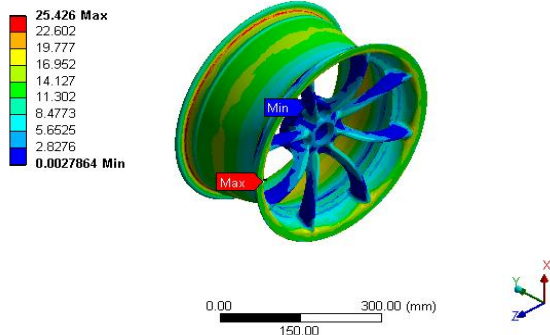 25.426 Max
22.602
19.777
16.952
14.127
11.302
8.4773
5.6525
2.8276
0.0027864 Min
Min
Max
0.00 300.00 (mm)
150.00
X
Y
Z